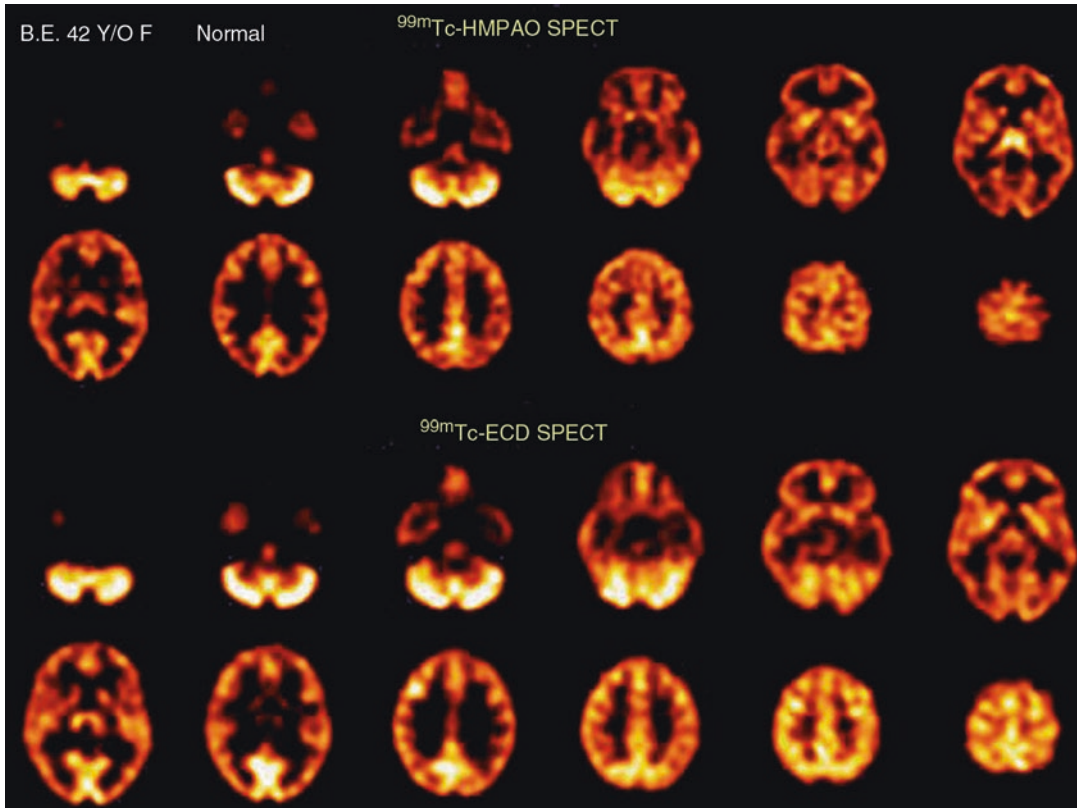 B.E. 42 Y/O F Normal ⁹⁹ᵐTc-HMPAO SPECT
⁹⁹ᵐTc-ECD SPECT